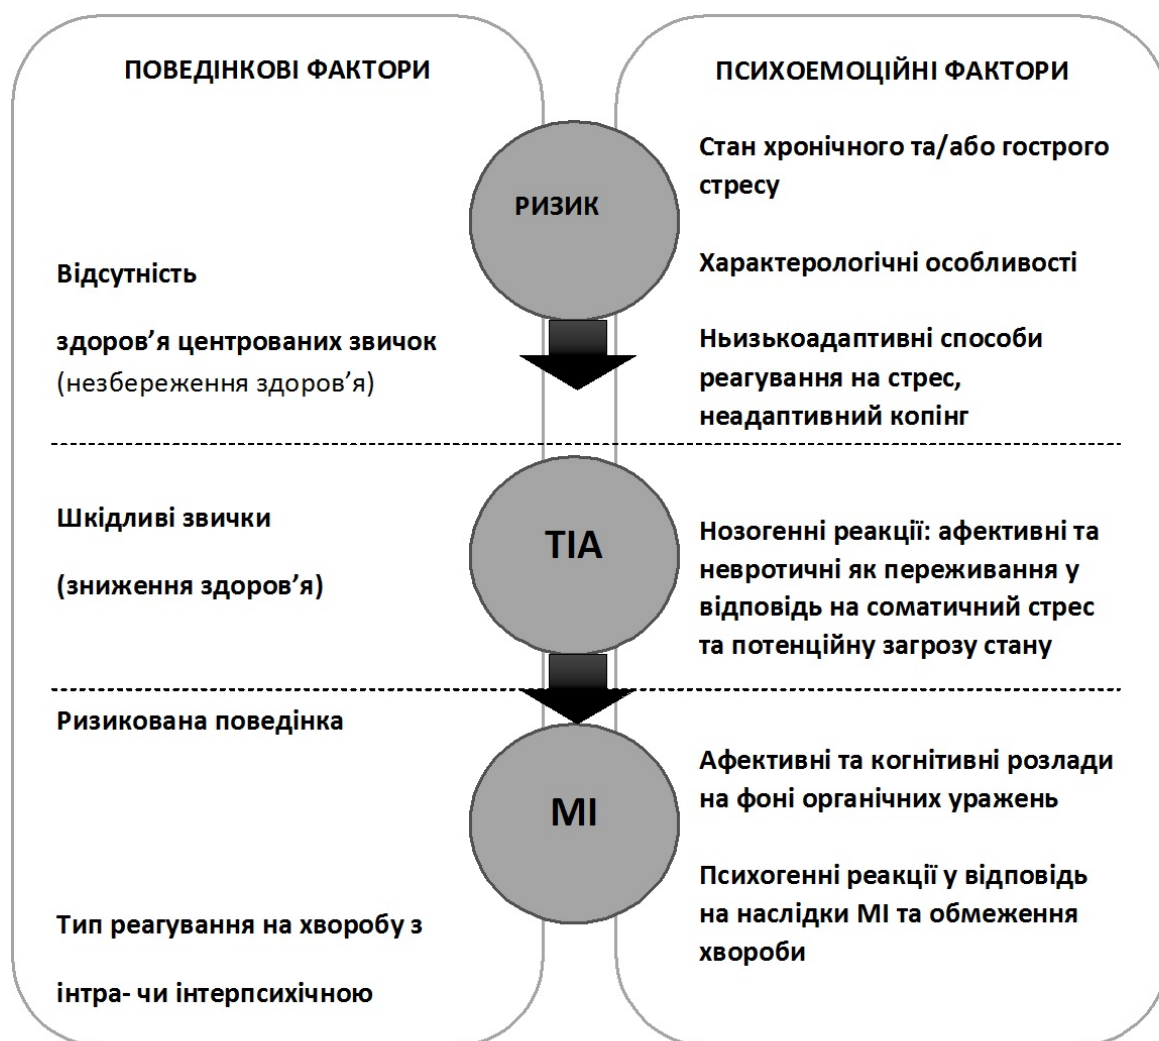 ПОВЕДІНКОВІ ФАКТОРИ
Відсутність
здоров’я центрованих звичок
(незбереження здоров’я)
Шкідливі звички
(зниження здоров’я)
Ризикована поведінка
Тип реагування на хворобу з
інтра- чи інтерпсихічною
РИЗИК
ТІА
МІ
ПСИХОЕМОЦІЙНІ ФАКТОРИ
Стан хронічного та/або гострого
стресу
Характерологічні особливості
Ньизькоадаптивні способи
реагування на стрес,
неадаптивний копінг
Нозогенні реакції: афективні та
невротичні як переживання у
відповідь на соматичний стрес
та потенційну загрозу стану
Афективні та когнітивні розлади
на фоні органічних уражень
Психогенні реакції у відповідь
на наслідки МІ та обмеження
хвороби